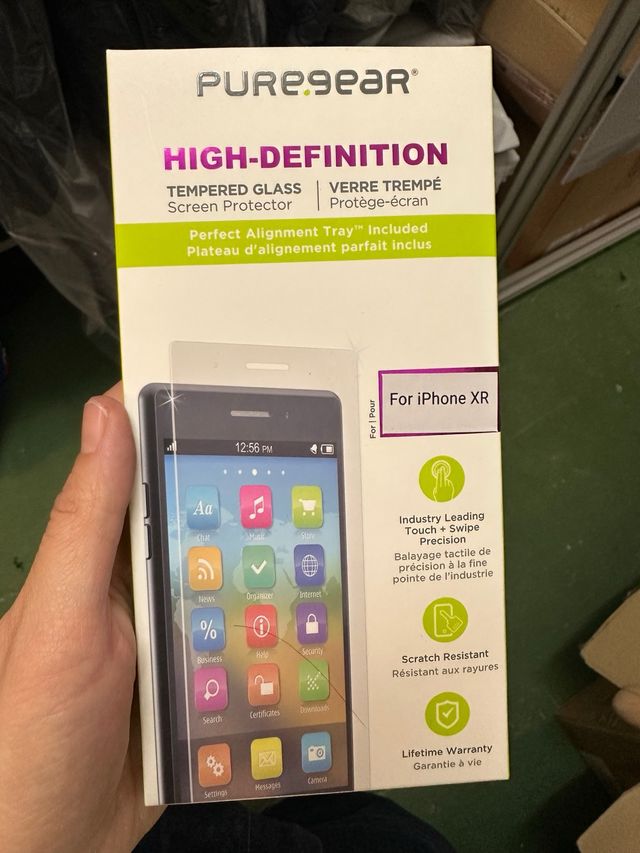 PUREGEAR®
HIGH-DEFINITION
TEMPERED GLASS
Screen Protector
VERRE TREMPÉ
Protège-écran
Perfect Alignment Tray™ Included
Plateau d'alignement parfait inclus
For | Pour
For iPhone XR
12:56 PM
Aa
Chat
Music
Store
News
Organizer
Internet
%
Business
Help
Security
Search
Certificates
Downloads
Settings
Messages
Camera
Industry Leading
Touch + Swipe
Precision
Balayage tactile de
précision à la fine
pointe de l'industrie
Scratch Resistant
Résistant aux rayures
Lifetime Warranty
Garantie à vie